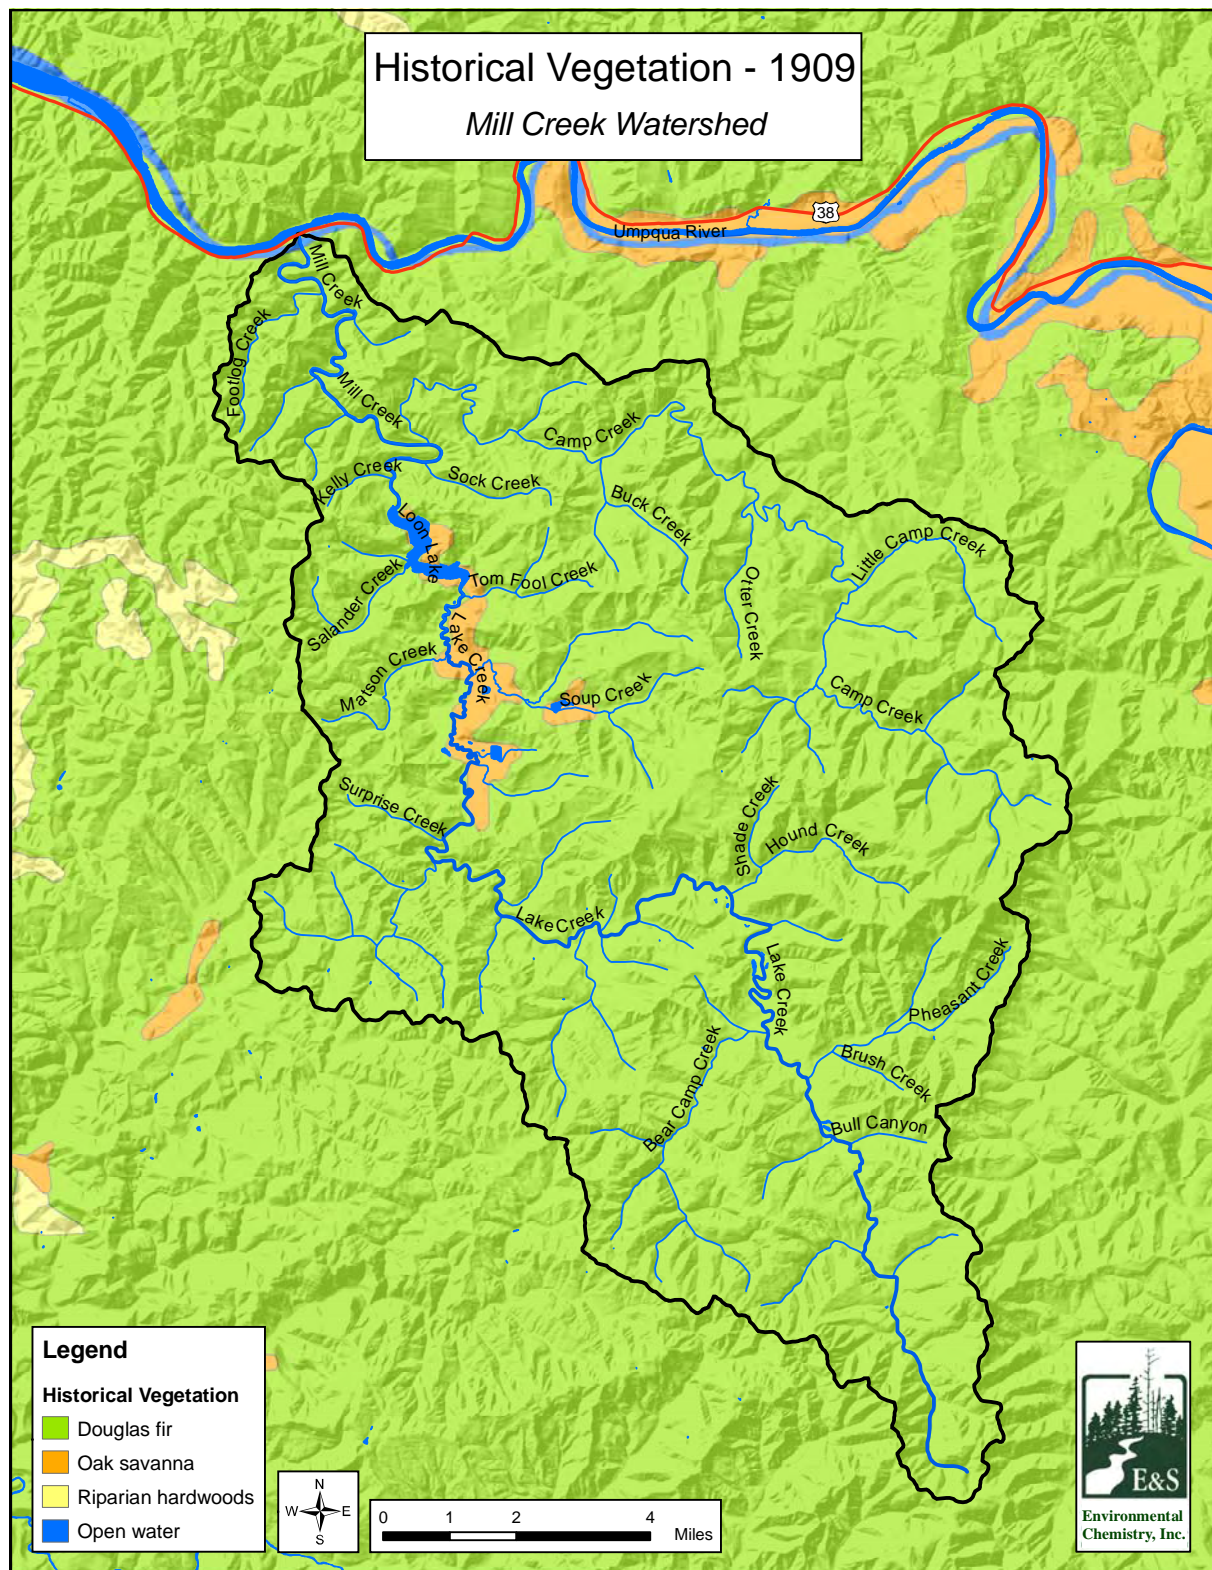 Historical Vegetation - 1909
Mill Creek Watershed
38
Umpqua River
Mill Creek
Footlog Creek
Mill Creek
Camp Creek
Kelly Creek
Sock Creek
Buck Creek
Loon Lake
Little Camp Creek
Tom Fool Creek
Otter Creek
Salander Creek
Lake Creek
Matson Creek
Soup Creek
Camp Creek
Surprise Creek
Shade Creek
Hound Creek
Lake Creek
Lake Creek
Pheasant Creek
Bear Camp Creek
Brush Creek
Bull Canyon
Legend
Historical Vegetation
Douglas fir
Oak savanna
Riparian hardwoods
Open water
N
W E
S
0 1 2 4
Miles
E&S
Environmental
Chemistry, Inc.